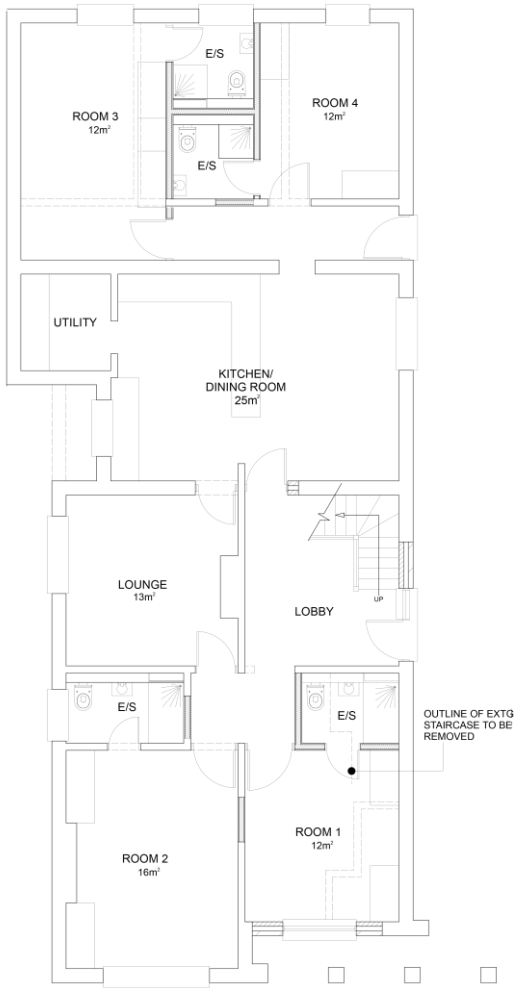 E/S
ROOM 3
12m²
ROOM 4
12m²
E/S
UTILITY
KITCHEN/
DINING ROOM
25m²
LOUNGE
13m²
UP
LOBBY
E/S
E/S
OUTLINE OF EXTG
STAIRCASE TO BE
REMOVED
ROOM 1
12m²
ROOM 2
16m²